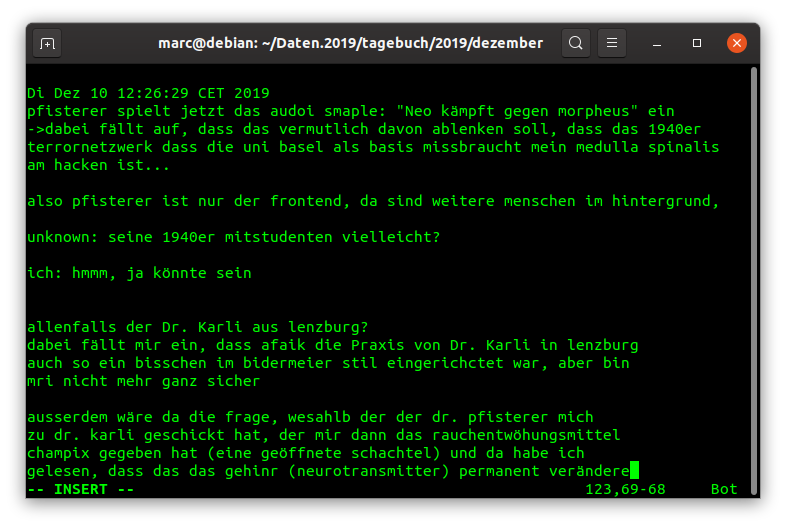 marc@debian: ~/Daten.2019/tagebuch/2019/dezember
Di Dez 10 12:26:29 CET 2019
pfisterer spielt jetzt das audoi smaple: "Neo kämpft gegen morpheus" ein
->dabei fällt auf, dass das vermutlich davon ablenken soll, dass das 1940er
terrornetzwerk dass die uni basel als basis missbraucht mein medulla spinalis
am hacken ist...
also pfisterer ist nur der frontend, da sind weitere menschen im hintergrund,
unknown: seine 1940er mitstudenten vielleicht?
ich: hmmm, ja könnte sein
allenfalls der Dr. Karli aus lenzburg?
dabei fällt mir ein, dass afaik die Praxis von Dr. Karli in lenzburg
auch so ein bisschen im bidermeier stil eingerichctet war, aber bin
mri nicht mehr ganz sicher
ausserdem wäre da die frage, wesahlb der der dr. pfisterer mich
zu dr. karli geschickt hat, der mir dann das rauchentwöhungsmittel
champix gegeben hat (eine geöffnete schachtel) und da habe ich
gelesen, dass das das gehinr (neurotransmitter) permanent verändere
-- INSERT -- 123,69-68 Bot